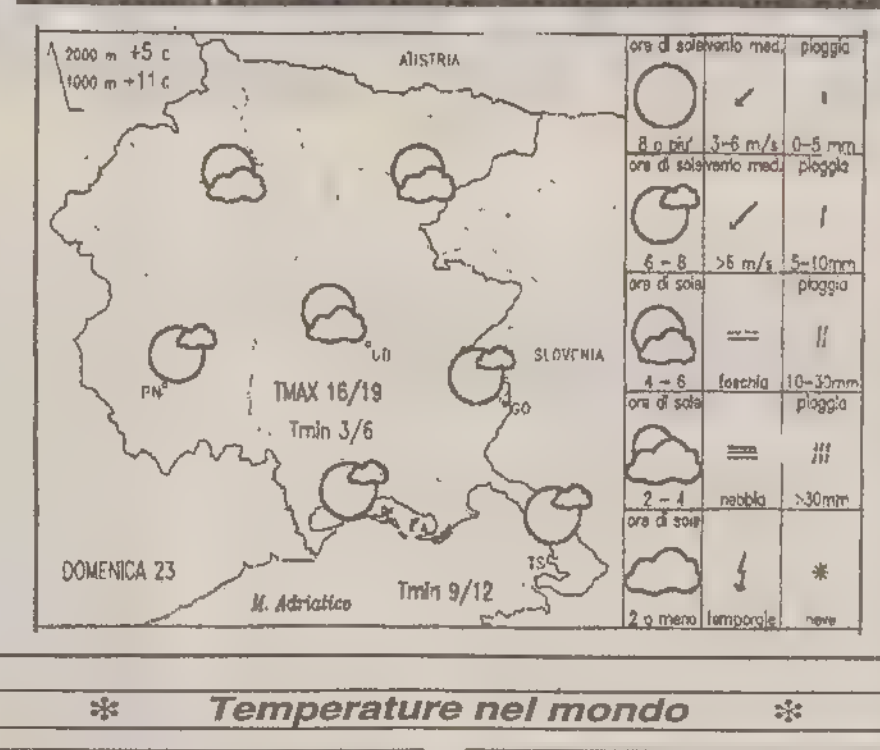 2000 m +5 c
1000 m +11 c
AUSTRIA
SLOVENIA
UD
PN
GO
TMAX 16/19
Tmin 3/6
TS
DOMENICA 23
M. Adriatico
Tmin 9/12
ore di sole vento med. pioggia
8 o piu' 3-6 m/s 0-5 mm
ore di sole vento med. pioggia
6 - 8 >6 m/s 5-10mm
ore di sole pioggia
4 - 6 foschia 10-30mm
ore di sole pioggia
2 - 4 nebbia >30mm
ore di sole
2 o meno temporale neve
* Temperature nel mondo *